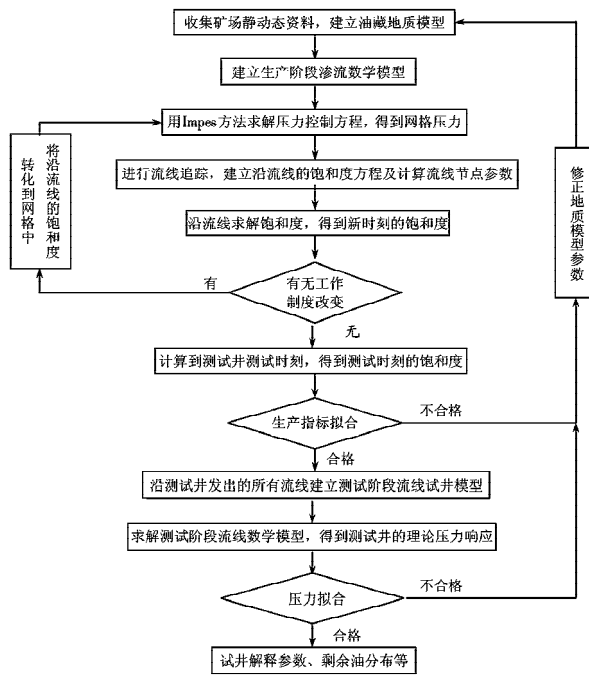 收集矿场静动态资料，建立油藏地质模型
建立生产阶段渗流数学模型
用Impes方法求解压力控制方程，得到网格压力
将沿流线的饱和度
转化到网格中
进行流线追踪，建立沿流线的饱和度方程及计算流线节点参数
修正地质模型参数
沿流线求解饱和度，得到新时刻的饱和度
有
有无工作
制度改变
无
计算到测试井测试时刻，得到测试时刻的饱和度
生产指标拟合
不合格
合格
沿测试井发出的所有流线建立测试阶段流线试井模型
求解测试阶段流线数学模型，得到测试井的理论压力响应
压力拟合
不合格
合格
试井解释参数、剩余油分布等